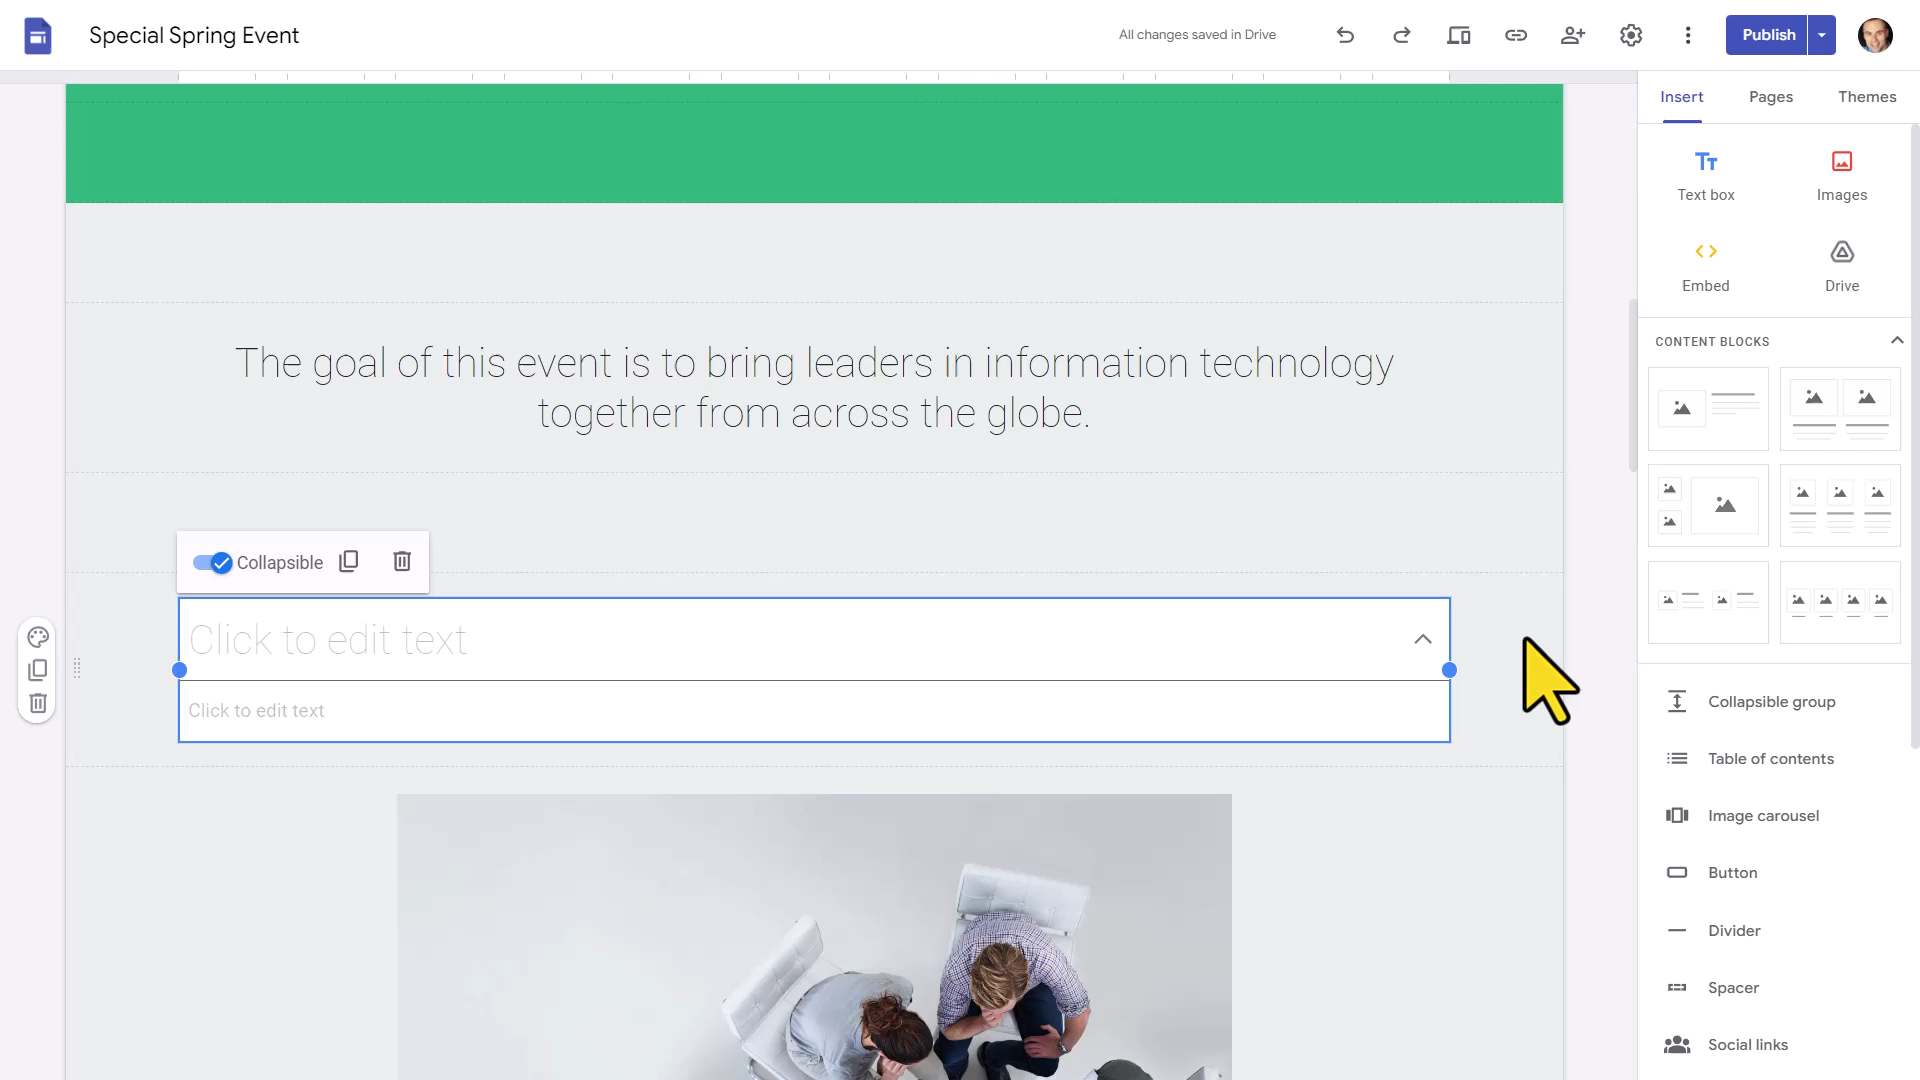 Special Spring Event
All changes saved in Drive
Publish
Insert
Pages
Themes
Text box
Images
Embed
Drive
CONTENT BLOCKS
The goal of this event is to bring leaders in information technology
together from across the globe.
Collapsible
Click to edit text
Click to edit text
Collapsible group
Table of contents
Image carousel
Button
Divider
Spacer
Social links